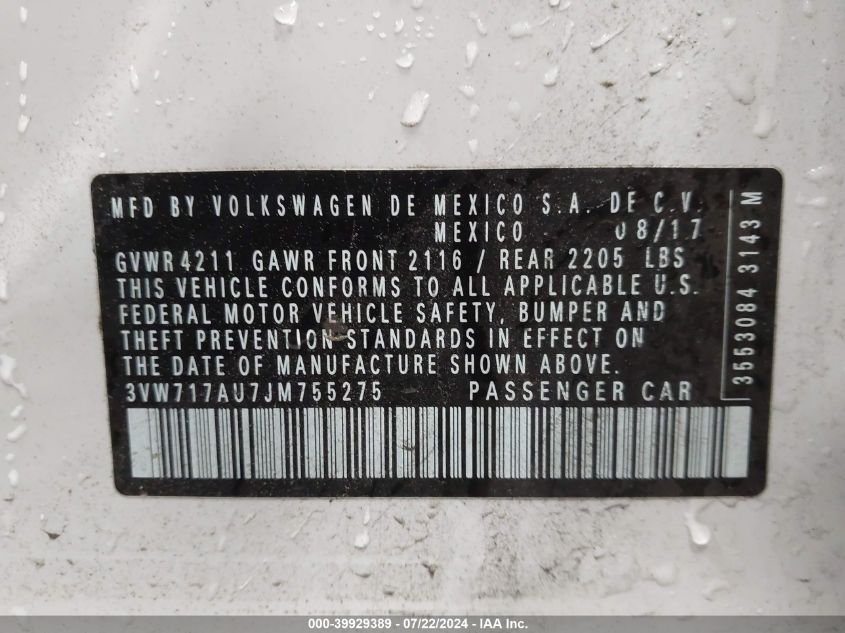 MFD BY VOLKSWAGEN DE MEXICO S.A. DE C.V.
MEXICO 08/17
GVWR 4211 GAWR FRONT 2116 / REAR 2205 LBS
THIS VEHICLE CONFORMS TO ALL APPLICABLE U.S.
FEDERAL MOTOR VEHICLE SAFETY, BUMPER AND
THEFT PREVENTION STANDARDS IN EFFECT ON
THE DATE OF MANUFACTURE SHOWN ABOVE.
3VW717AU7JM755275 PASSENGER CAR
3553084 3143 M
000-39929389 - 07/22/2024 - IAA Inc.